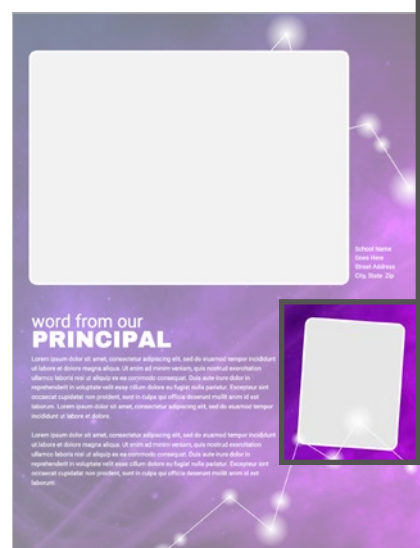 School Name
Goes Here
Street Address
City, State Zip
word from our
PRINCIPAL
Lorem ipsum dolor sit amet, consectetur adipiscing elit, sed do eiusmod tempor incididunt
ut labore et dolore magna aliqua. Ut enim ad minim veniam, quis nostrud exercitation
ullamco laboris nisi ut aliquip ex ea commodo consequat. Duis aute irure dolor in
reprehenderit in voluptate velit esse cillum dolore eu fugiat nulla pariatur. Excepteur sint
occaecat cupidatat non proident, sunt in culpa qui officia deserunt mollit anim id est
laborum. Lorem ipsum dolor sit amet, consectetur adipiscing elit, sed do eiusmod tempor
incididunt ut labore et dolore.
Lorem ipsum dolor sit amet, consectetur adipiscing elit, sed do eiusmod tempor incididunt
ut labore et dolore magna aliqua. Ut enim ad minim veniam, quis nostrud exercitation
ullamco laboris nisi ut aliquip ex ea commodo consequat. Duis aute irure dolor in
reprehenderit in voluptate velit esse cillum dolore eu fugiat nulla pariatur. Excepteur sint
occaecat cupidatat non proident, sunt in culpa qui officia deserunt mollit anim id est
laborum.